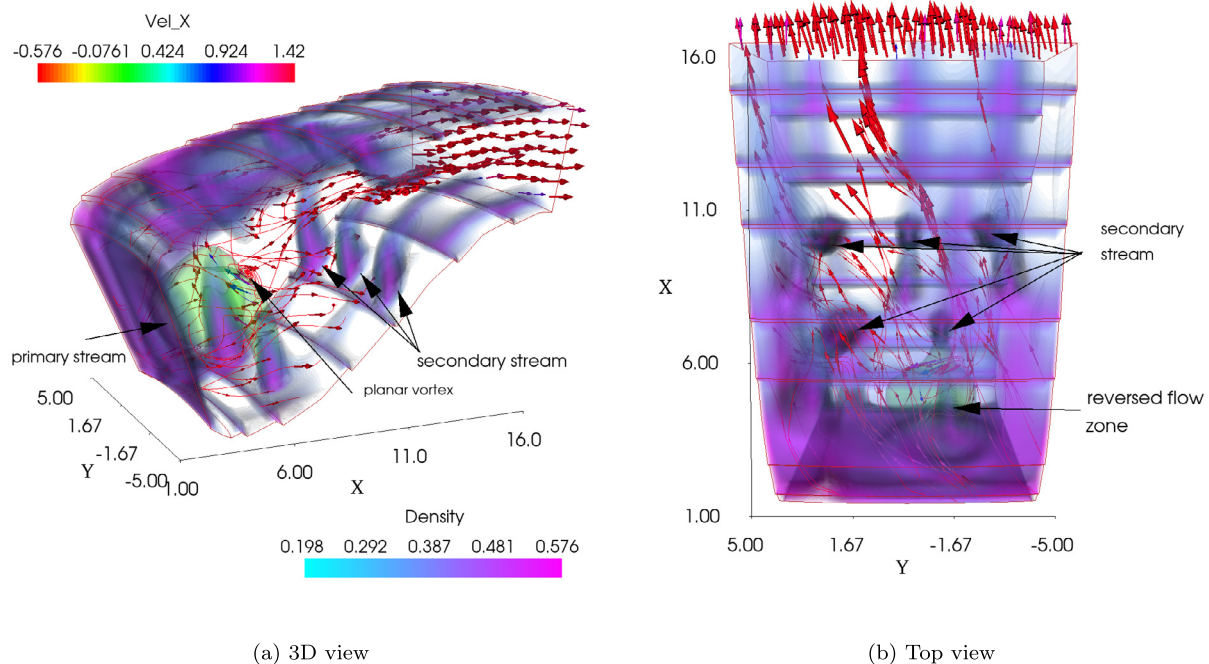 Vel_X
-0.576 -0.0761 0.424 0.924 1.42
primary stream
secondary stream
planar vortex
5.00
1.67
-1.67
-5.00
Y
1.00
6.00
11.0
16.0
X
Density
0.198 0.292 0.387 0.481 0.576
(a) 3D view
16.0
11.0
X
6.00
1.00
5.00 1.67 -1.67 -5.00
Y
secondary
stream
reversed flow
zone
(b) Top view